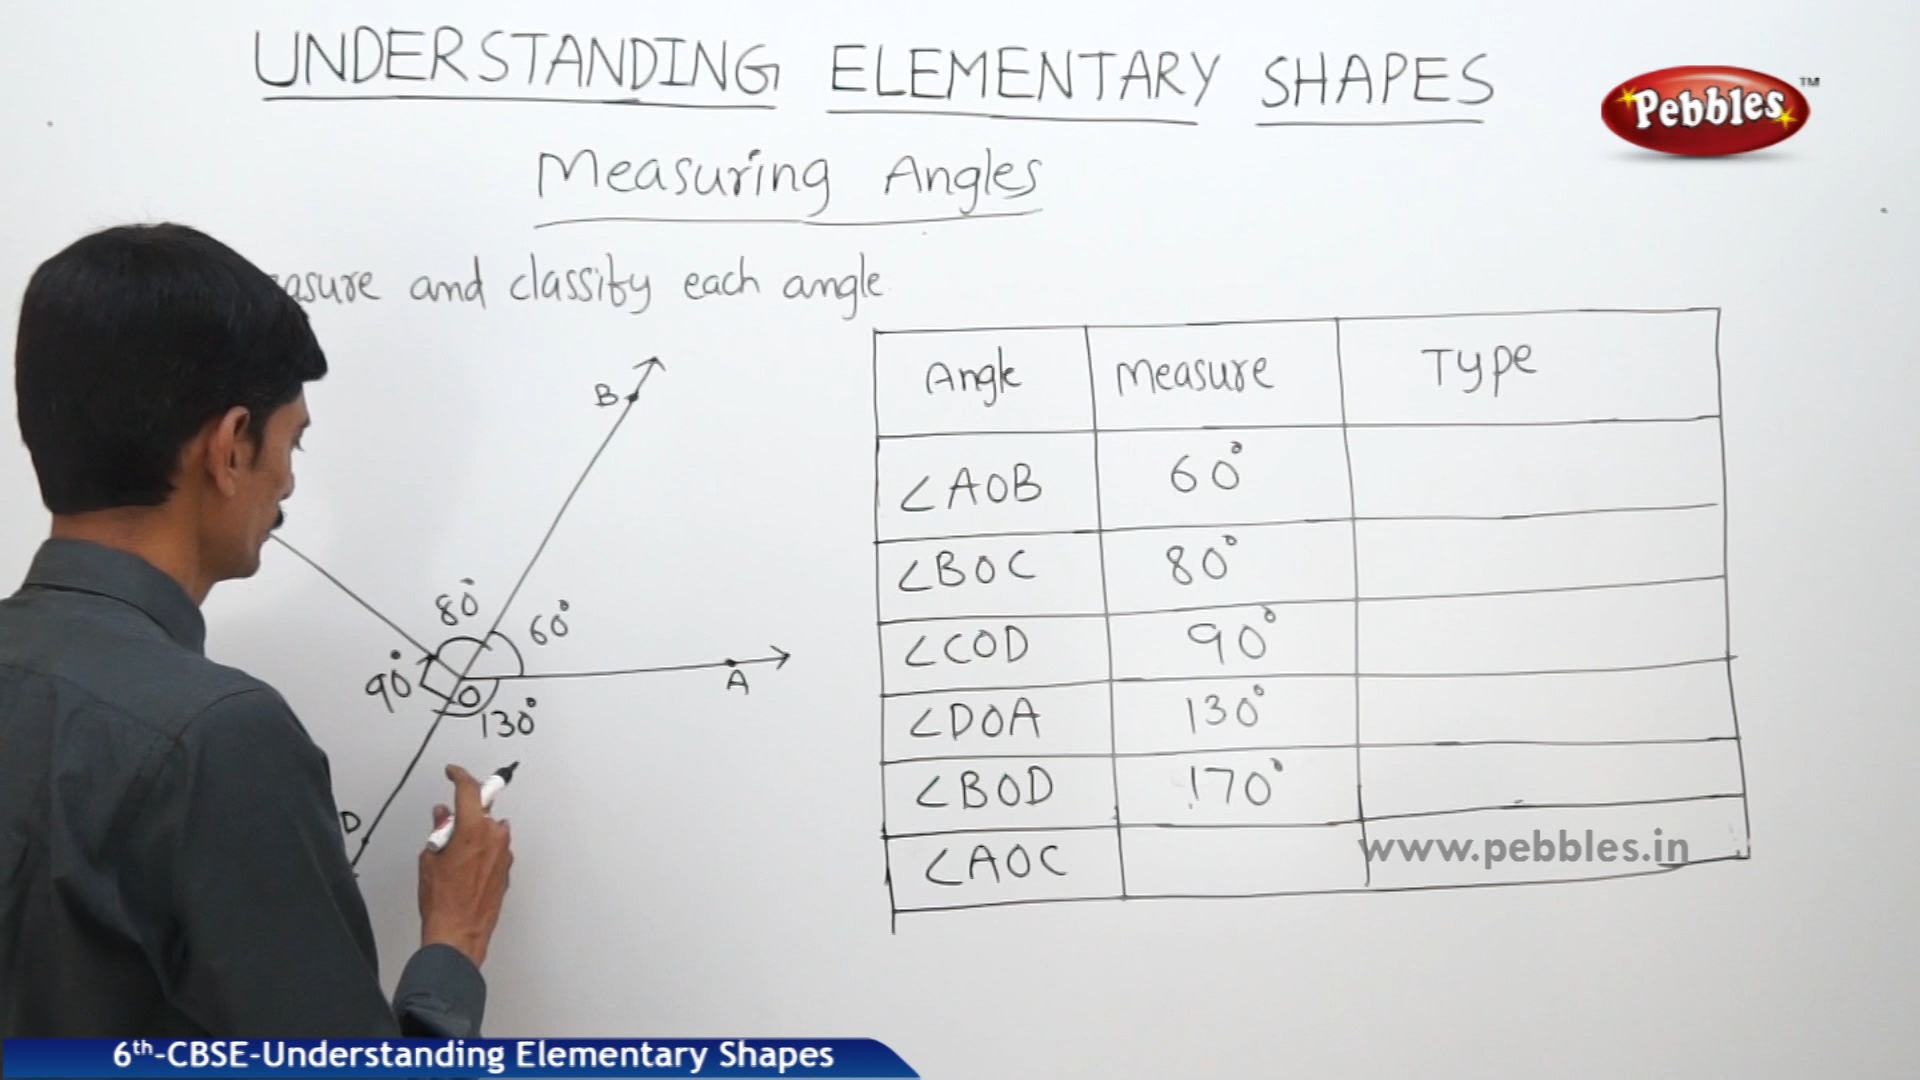 UNDERSTANDING ELEMENTARY SHAPES
Pebbles™
Measuring Angles
asure and classify each angle
B
80°
60°
90°
O
130°
A
D
Angle Measure Type
∠AOB 60°
∠BOC 80°
∠COD 90°
∠DOA 130°
∠BOD 170°
∠AOC
www.pebbles.in
6th-CBSE-Understanding Elementary Shapes